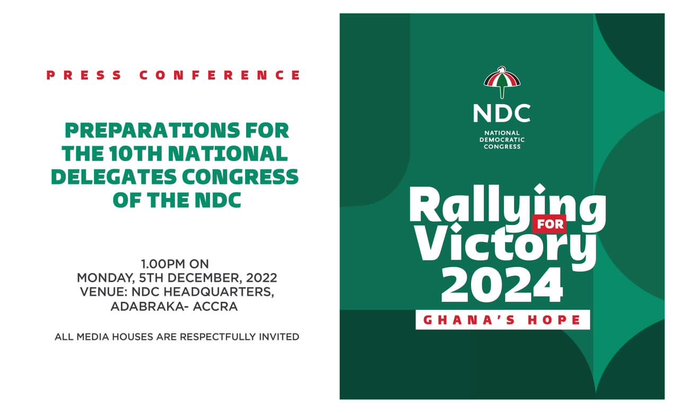 PRESS CONFERENCE
PREPARATIONS FOR
THE 10TH NATIONAL
DELEGATES CONGRESS
OF THE NDC
1.00PM ON
MONDAY, 5TH DECEMBER, 2022
VENUE: NDC HEADQUARTERS,
ADABRAKA- ACCRA
ALL MEDIA HOUSES ARE RESPECTFULLY INVITED
NDC
NATIONAL
DEMOCRATIC
CONGRESS
Rallying
FOR
Victory
2024
GHANA'S HOPE